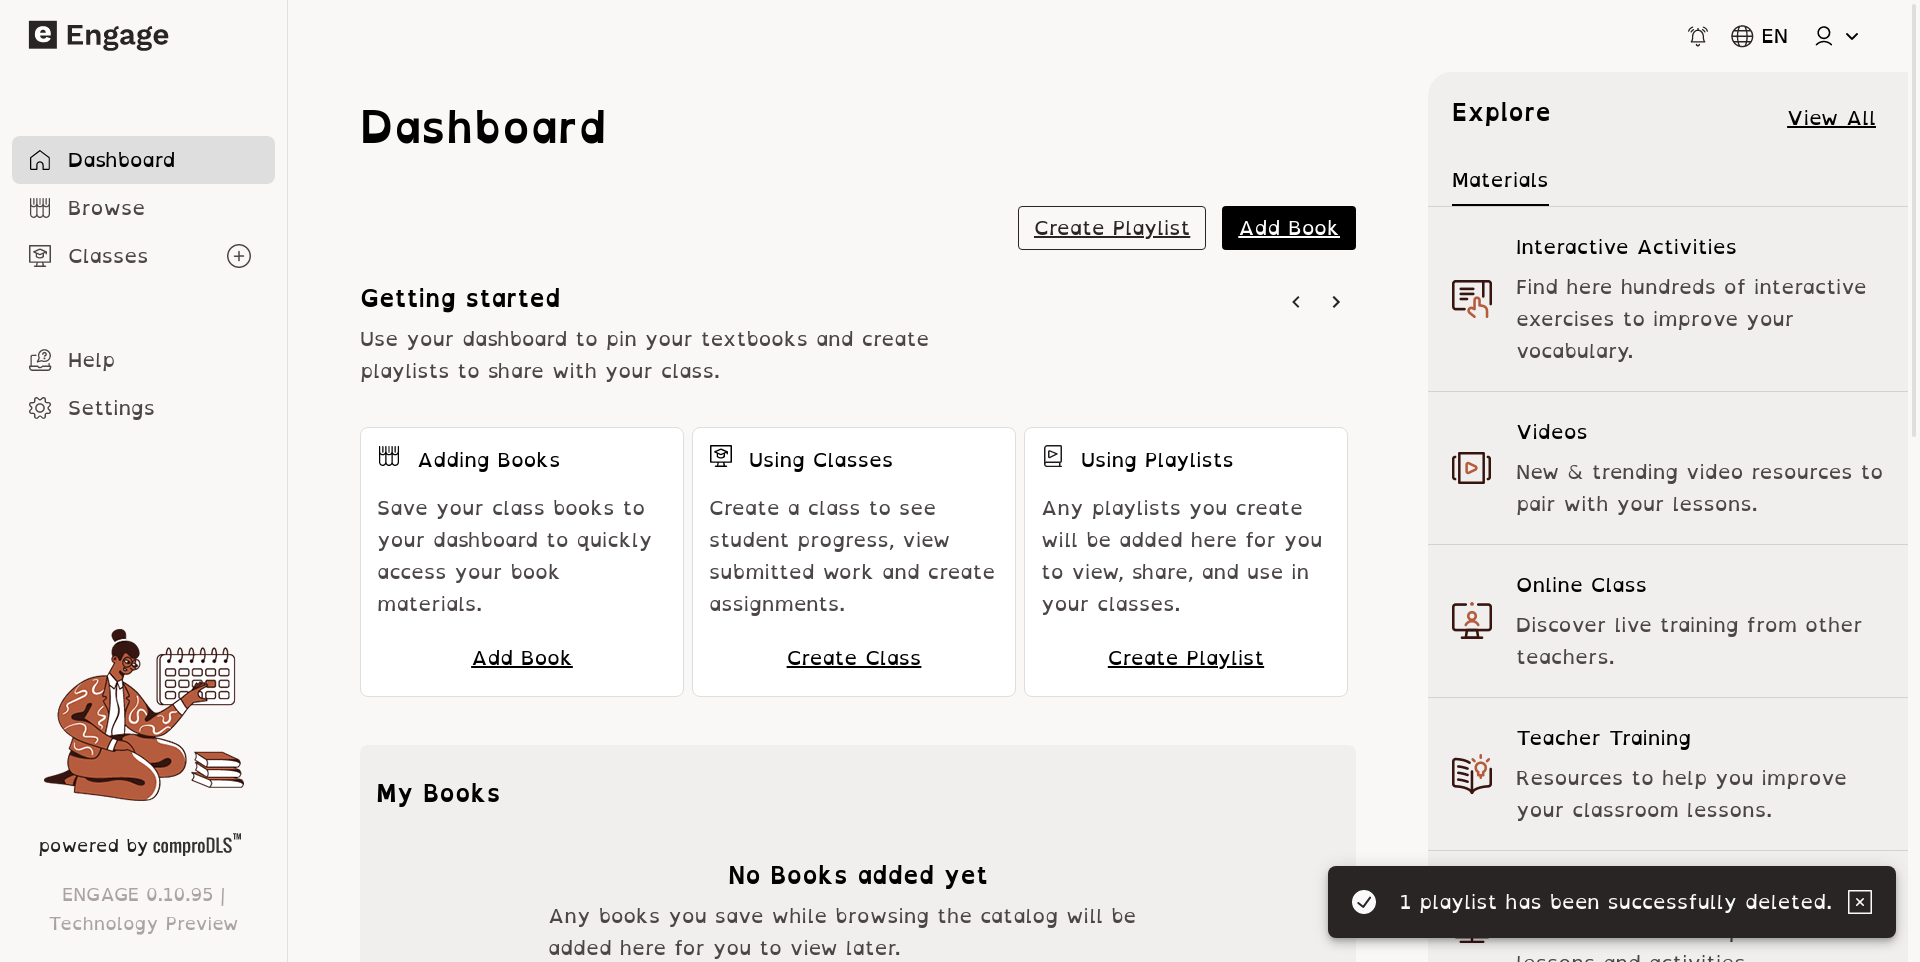 Engage
EN
Dashboard
Browse
Classes
Help
Settings
powered by comproDLS™
ENGAGE 0.10.95 |
Technology Preview
Dashboard
Create Playlist
Add Book
Getting started
Use your dashboard to pin your textbooks and create
playlists to share with your class.
Adding Books
Save your class books to
your dashboard to quickly
access your book
materials.
Add Book
Using Classes
Create a class to see
student progress, view
submitted work and create
assignments.
Create Class
Using Playlists
Any playlists you create
will be added here for you
to view, share, and use in
your classes.
Create Playlist
My Books
No Books added yet
Any books you save while browsing the catalog will be
added here for you to view later.
Explore
View All
Materials
Interactive Activities
Find here hundreds of interactive
exercises to improve your
vocabulary.
Videos
New & trending video resources to
pair with your lessons.
Online Class
Discover live training from other
teachers.
Teacher Training
Resources to help you improve
your classroom lessons.
1 playlist has been successfully deleted.
lessons and activities